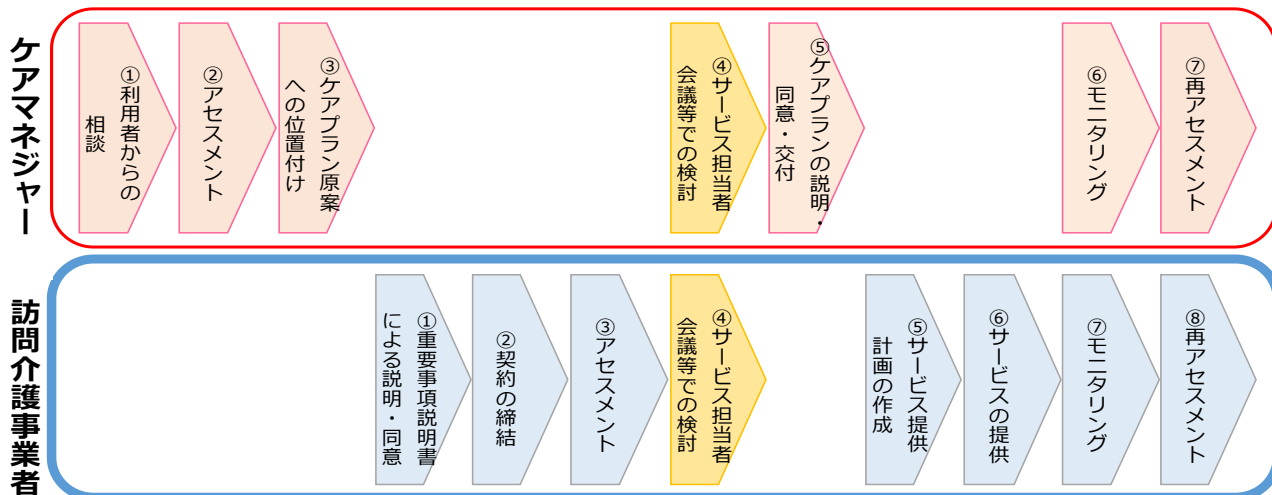 ケアマネジャー
①利用者からの
相談
②アセスメント
③ケアプラン原案
への位置付け
④サービス担当者
会議等での検討
⑤ケアプランの説明・
同意・交付
⑥モニタリング
⑦再アセスメント
訪問介護事業者
①重要事項説明書
による説明・同意
②契約の締結
③アセスメント
④サービス担当者
会議等での検討
⑤サービス提供
計画の作成
⑥サービスの提供
⑦モニタリング
⑧再アセスメント